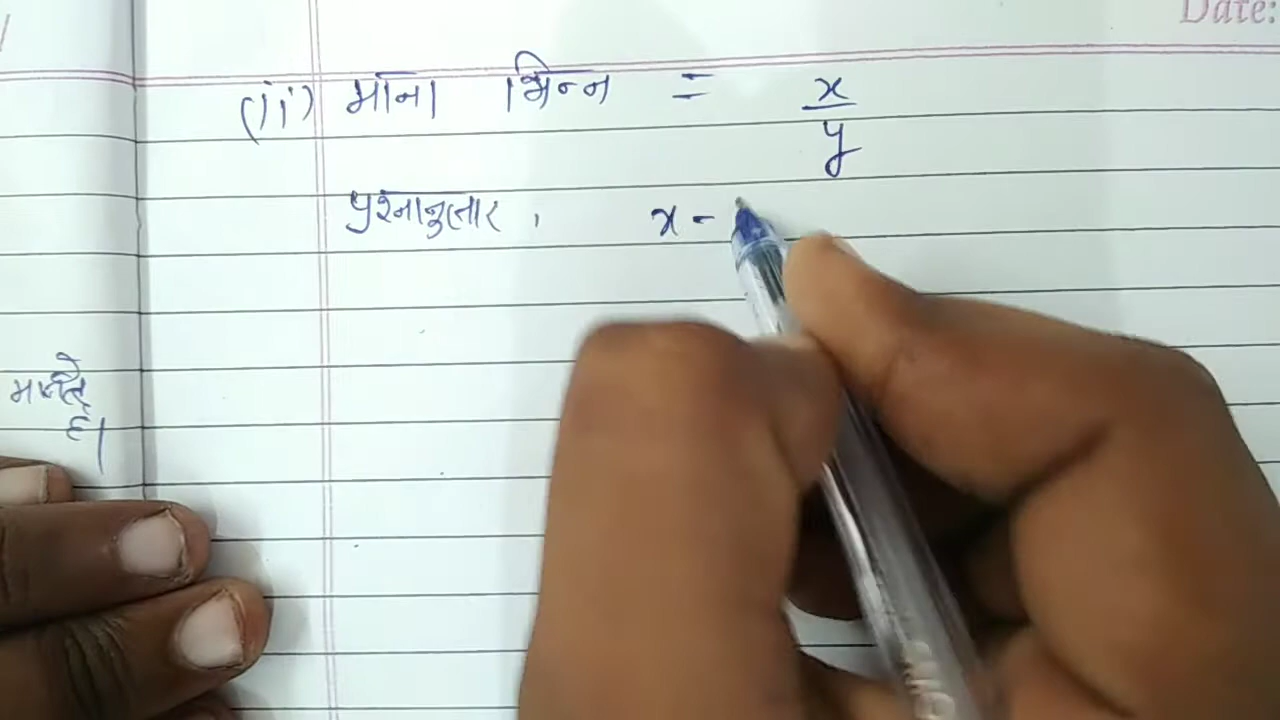 Date:
(ii) माना भिन्न = x/y
प्रश्नानुसार, x -
मानते
है।